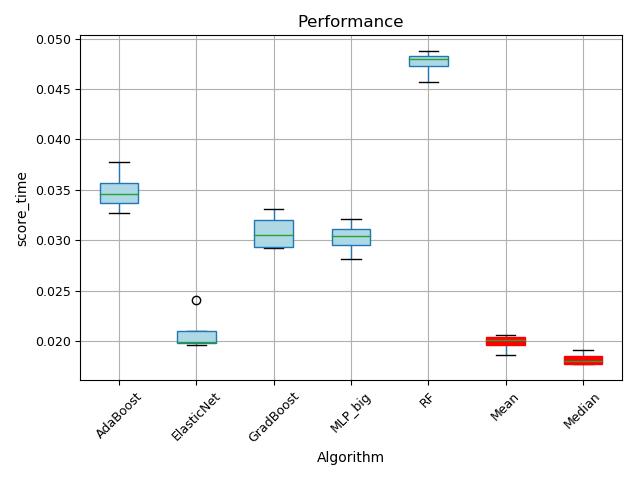 Performance
0.050
0.045
0.040
0.035
0.030
0.025
0.020
score_time
AdaBoost
ElasticNet
GradBoost
MLP_big
RF
Mean
Median
Algorithm